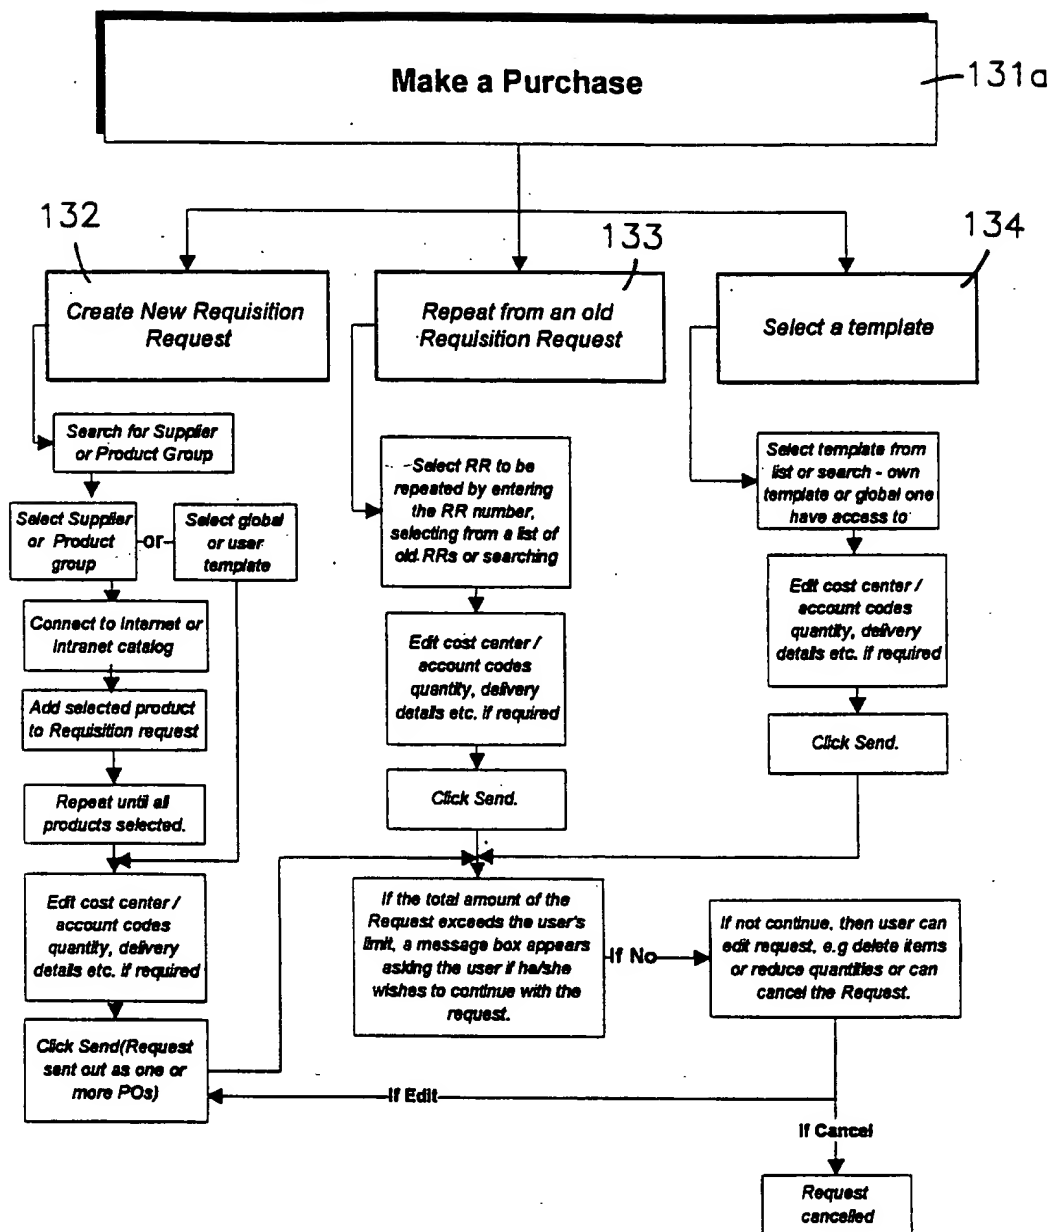 Make a Purchase
131a
132
133
134
Create New Requisition
Request
Repeat from an old
Requisition Request
Select a template
Search for Supplier
or Product Group
Select Supplier
or Product
group
or
Select global
or user
template
Connect to Internet or
Intranet catalog
Add selected product
to Requisition request
Repeat until all
products selected.
Edit cost center /
account codes
quantity, delivery
details etc. if required
Click Send(Request
sent out as one or
more POs)
Select RR to be
repeated by entering
the RR number,
selecting from a list of
old RRs or searching
Edit cost center /
account codes
quantity, delivery
details etc. if required
Click Send.
Select template from
list or search - own
template or global one
have access to
Edit cost center /
account codes
quantity, delivery
details etc. if required
Click Send.
If the total amount of the
Request exceeds the user's
limit, a message box appears
asking the user if he/she
wishes to continue with the
request.
If No
If not continue, then user can
edit request, e.g delete items
or reduce quantities or can
cancel the Request.
If Edit
If Cancel
Request
cancelled